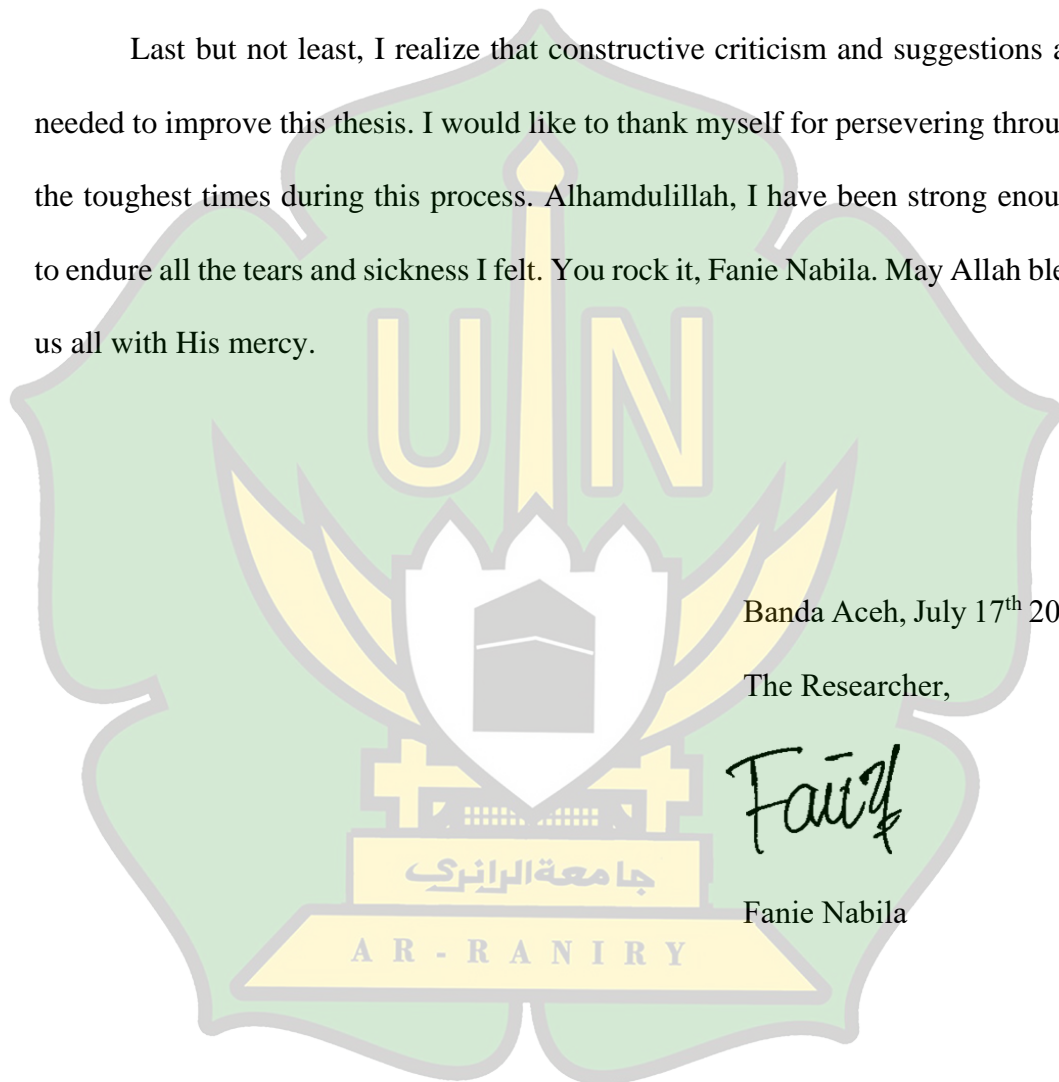 Last but not least, I realize that constructive criticism and suggestions a
needed to improve this thesis. I would like to thank myself for persevering throu
the toughest times during this process. Alhamdulillah, I have been strong enou
to endure all the tears and sickness I felt. You rock it, Fanie Nabila. May Allah ble
us all with His mercy.
UIN
Banda Aceh, July 17th 20
The Researcher,
Fanie Nabila
جامعةالرانري
AR-RANIRY